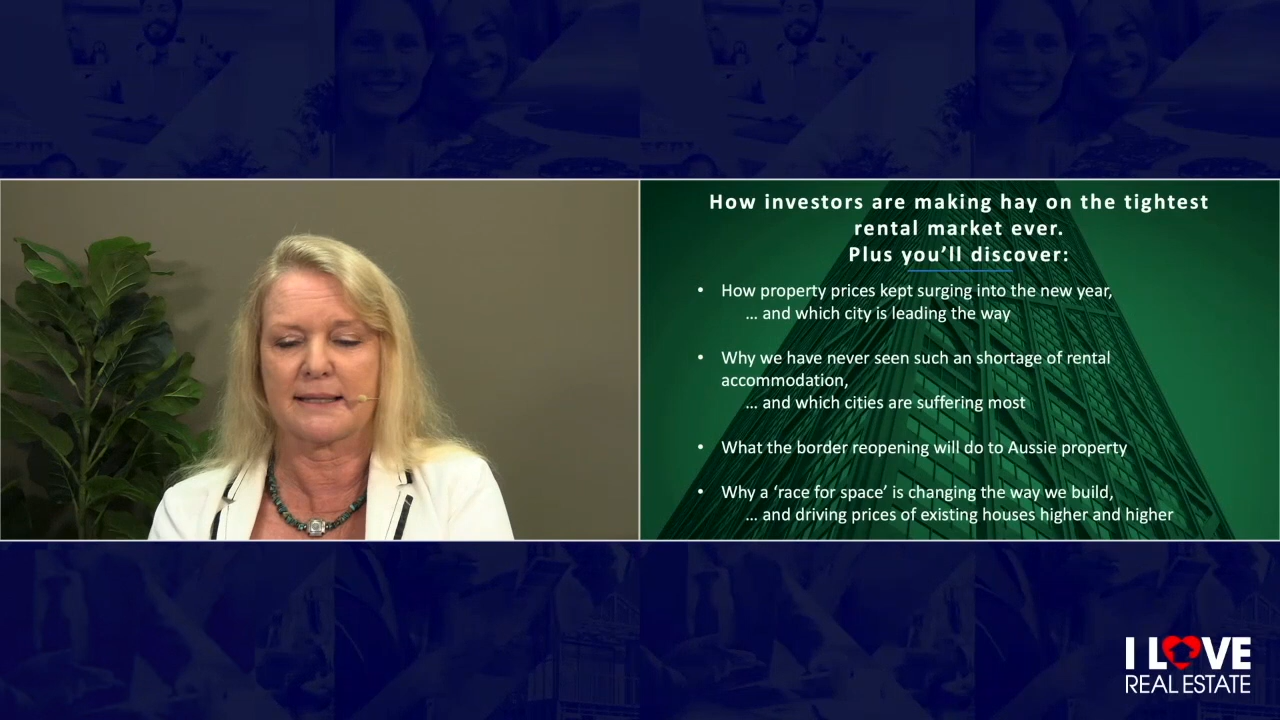 How investors are making hay on the tightest
rental market ever.
Plus you’ll discover:
• How property prices kept surging into the new year,
… and which city is leading the way
• Why we have never seen such an shortage of rental
accommodation,
… and which cities are suffering most
• What the border reopening will do to Aussie property
• Why a ‘race for space’ is changing the way we build,
… and driving prices of existing houses higher and higher
I LOVE
REAL ESTATE